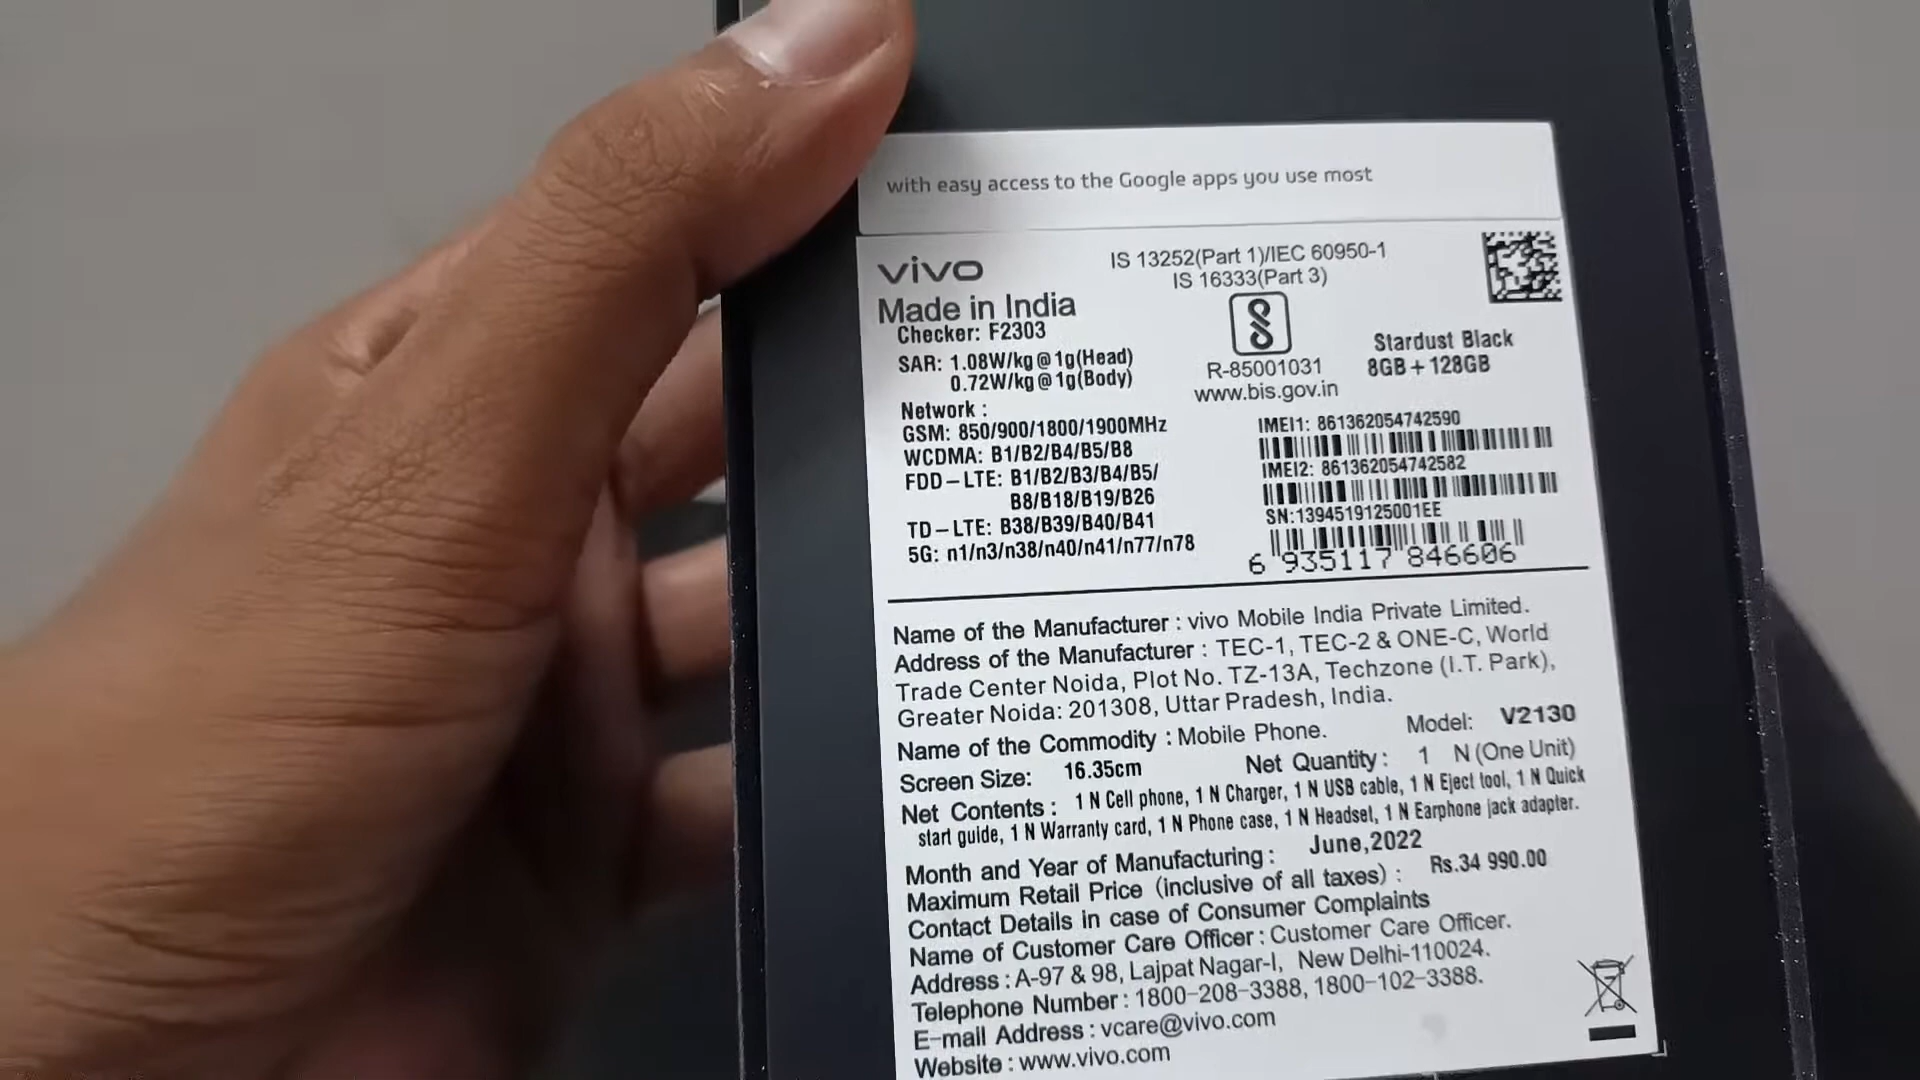 with easy access to the Google apps you use most
vivo
Made in India
Checker: F2303
SAR: 1.08W/kg@1g(Head)
0.72W/kg@1g(Body)
Network :
GSM: 850/900/1800/1900MHz
WCDMA: B1/B2/B4/B5/B8
FDD-LTE: B1/B2/B3/B4/B5/
B8/B18/B19/B26
TD-LTE: B38/B39/B40/B41
5G: n1/n3/n38/n40/n41/n77/n78
IS 13252(Part 1)/IEC 60950-1
IS 16333(Part 3)
R-85001031
www.bis.gov.in
Stardust Black
8GB+128GB
IMEI1: 861362054742590
IMEI2: 861362054742582
SN:1394519125001EE
6 935117 846606
Name of the Manufacturer : vivo Mobile India Private Limited.
Address of the Manufacturer : TEC-1, TEC-2 & ONE-C, World
Trade Center Noida, Plot No. TZ-13A, Techzone (I.T. Park),
Greater Noida: 201308, Uttar Pradesh, India.
Name of the Commodity : Mobile Phone. Model: V2130
Screen Size: 16.35cm Net Quantity : 1 N (One Unit)
Net Contents : 1 N Cell phone, 1 N Charger, 1 N USB cable, 1 N Eject tool, 1 N Quick
start guide, 1 N Warranty card, 1 N Phone case, 1 N Headset, 1 N Earphone jack adapter.
Month and Year of Manufacturing : June,2022
Maximum Retail Price (inclusive of all taxes) : Rs.34 990.00
Contact Details in case of Consumer Complaints
Name of Customer Care Officer : Customer Care Officer.
Address : A-97 & 98, Lajpat Nagar-I, New Delhi-110024.
Telephone Number : 1800-208-3388, 1800-102-3388.
E-mail Address : vcare@vivo.com
Website : www.vivo.com